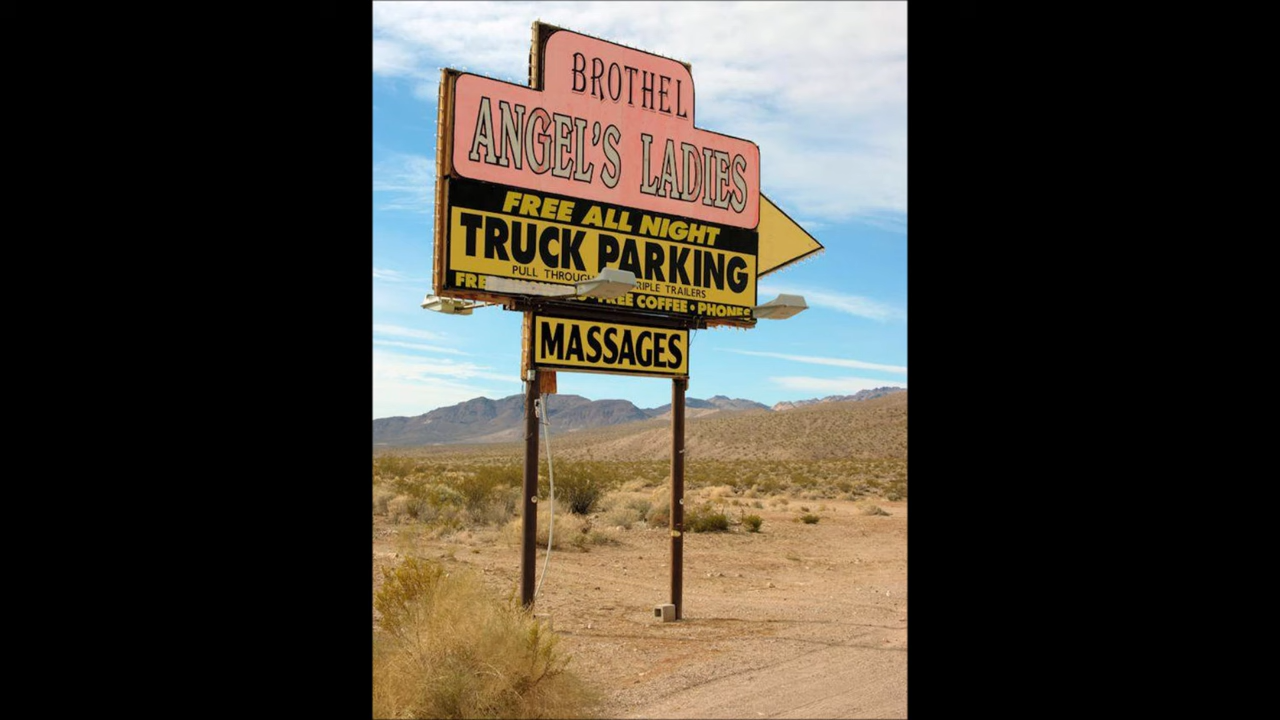 BROTHEL
ANGEL'S LADIES
FREE ALL NIGHT
TRUCK PARKING
PULL THROUGH TRIPLE TRAILERS
FREE COFFEE • PHONES
MASSAGES